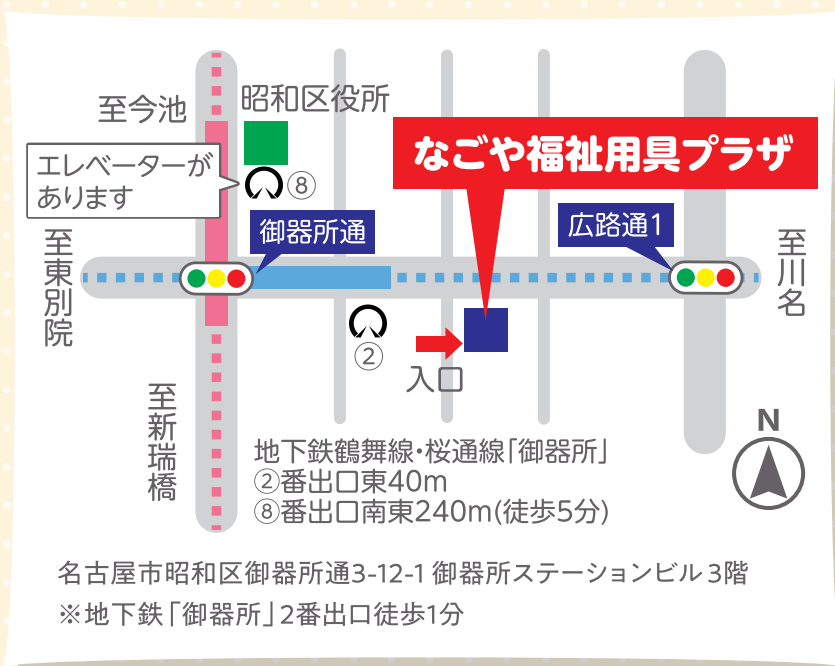 至今池
昭和区役所
なごや福祉用具プラザ
エレベーターが
あります
⑧
御器所通
広路通1
至東別院
至川名
②
入口
至新瑞橋
N
地下鉄鶴舞線・桜通線「御器所」
②番出口東40m
⑧番出口南東240m(徒歩5分)
名古屋市昭和区御器所通3-12-1 御器所ステーションビル3階
※地下鉄「御器所」2番出口徒歩1分